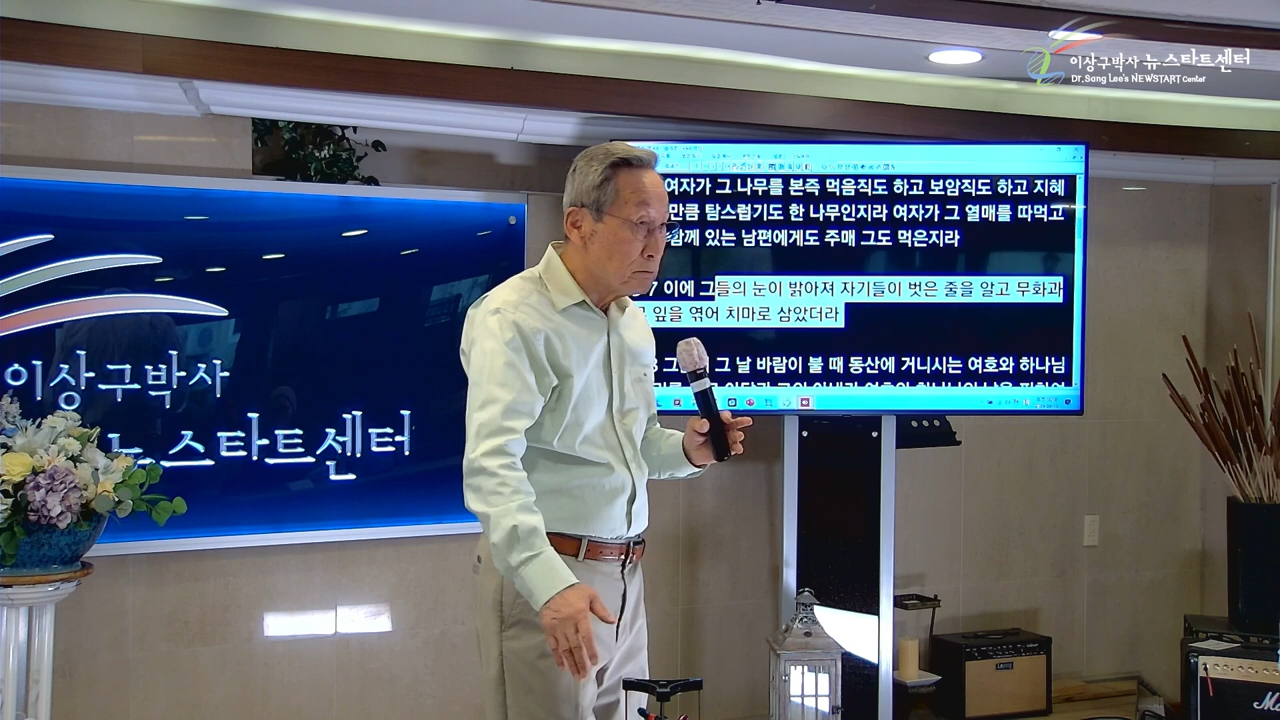 이상구박사 뉴스타트센터
Dr. Sang Lee's NEWSTART Center
여자가 그 나무를 본즉 먹음직도 하고 보암직도 하고 지혜
만큼 탐스럽기도 한 나무인지라 여자가 그 열매를 따먹고
함께 있는 남편에게도 주매 그도 먹은지라
7 이에 그들의 눈이 밝아져 자기들이 벗은 줄을 알고 무화과
잎을 엮어 치마로 삼았더라
그 날 바람이 불 때 동산에 거니시는 여호와 하나님
이상구박사
뉴스타트센터